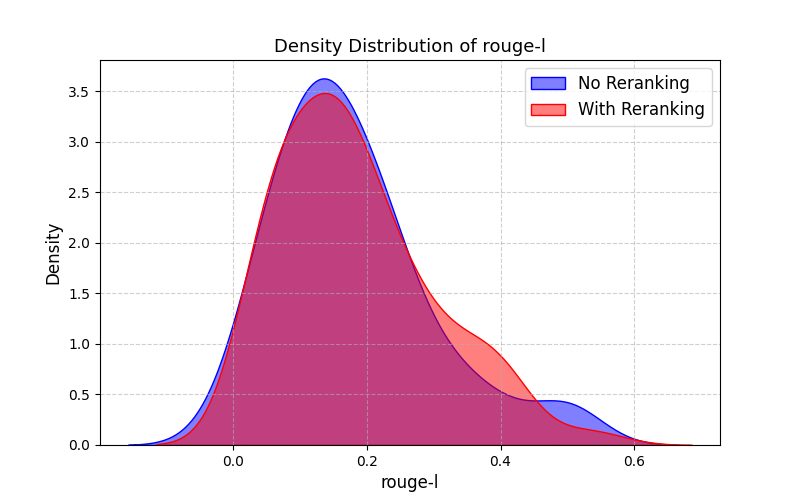 Density Distribution of rouge-l
No Reranking
With Reranking
Density
3.5
3.0
2.5
2.0
1.5
1.0
0.5
0.0
0.0 0.2 0.4 0.6
rouge-l